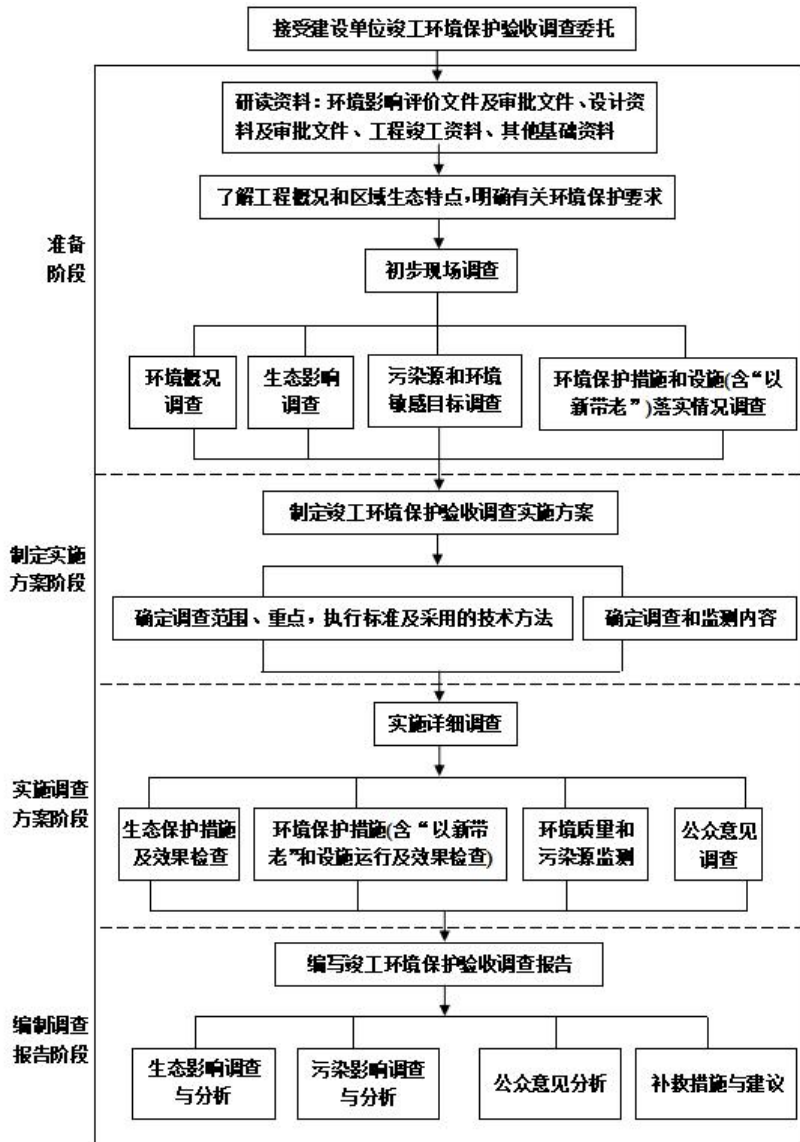 接受建设单位竣工环境保护验收调查委托
研读资料：环境影响评价文件及审批文件、设计资
料及审批文件、工程竣工资料、其他基础资料
了解工程概况和区域生态特点，明确有关环境保护要求
准备
阶段
初步现场调查
环境概况
调查
生态影响
调查
污染源和环境
敏感目标调查
环境保护措施和设施(含“以
新带老”)落实情况调查
制定竣工环境保护验收调查实施方案
制定实施
方案阶段
确定调查范围、重点，执行标准及采用的技术方法
确定调查和监测内容
实施详细调查
实施调查
方案阶段
生态保护措施
及效果检查
环境保护措施(含“以新带
老”和设施运行及效果检查)
环境质量和
污染源监测
公众意见
调查
编写竣工环境保护验收调查报告
编制调查
报告阶段
生态影响调查
与分析
污染影响调查
与分析
公众意见分析
补救措施与建议